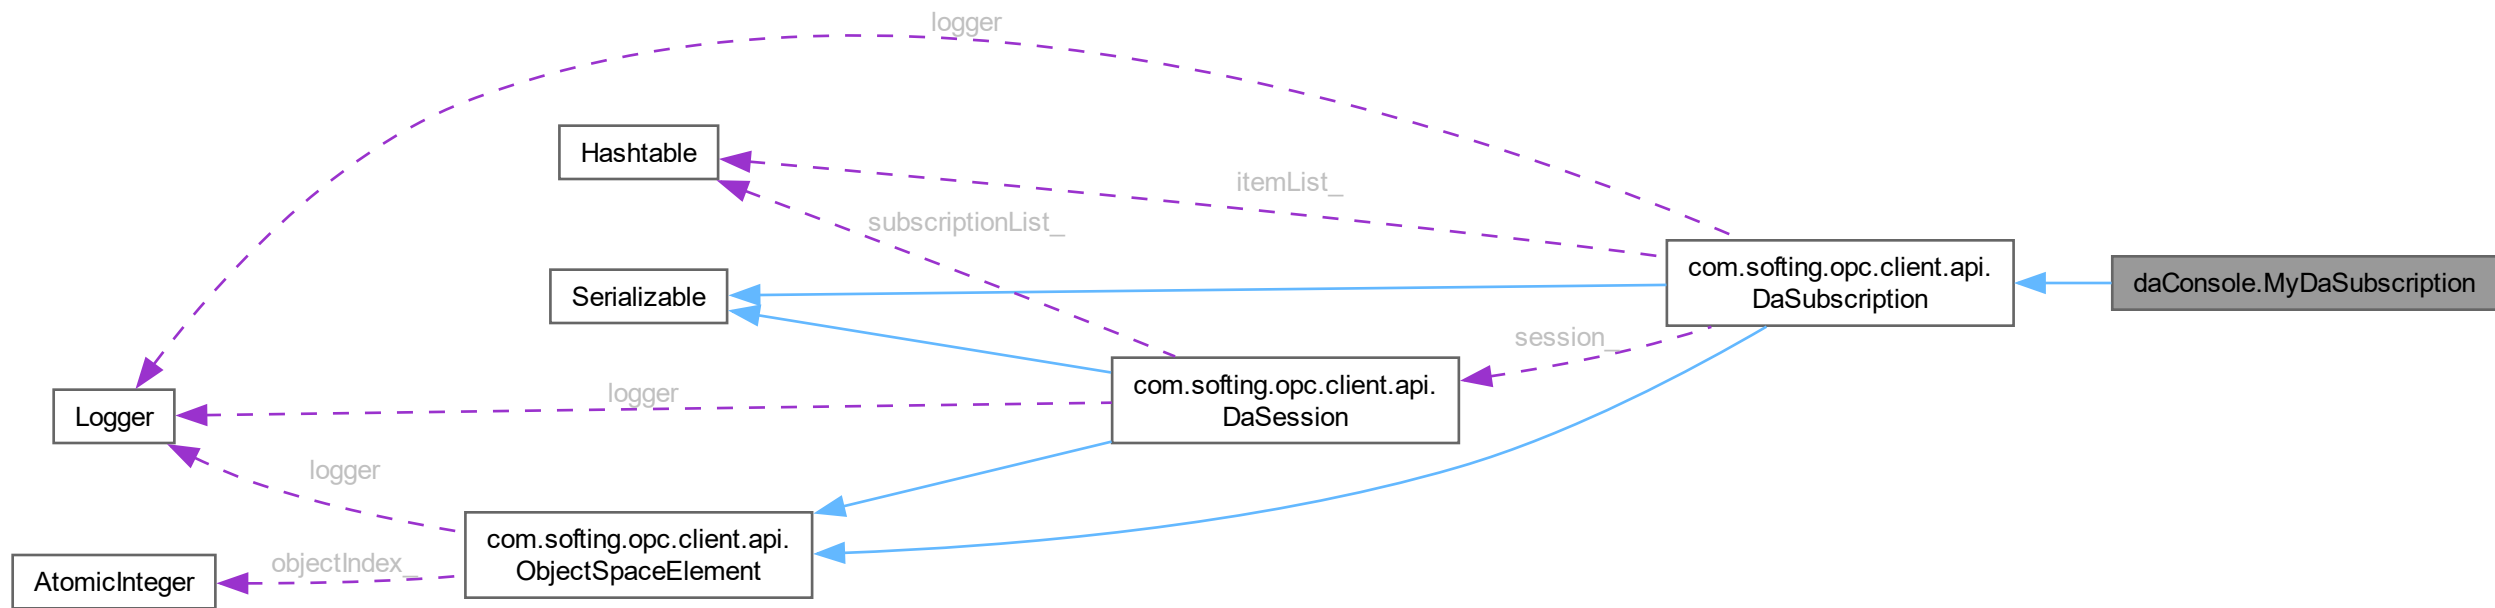 logger
Hashtable
itemList_
subscriptionList_
com.softing.opc.client.api.
DaSubscription
daConsole.MyDaSubscription
Serializable
session_
com.softing.opc.client.api.
DaSession
logger
Logger
logger
com.softing.opc.client.api.
ObjectSpaceElement
objectIndex_
AtomicInteger